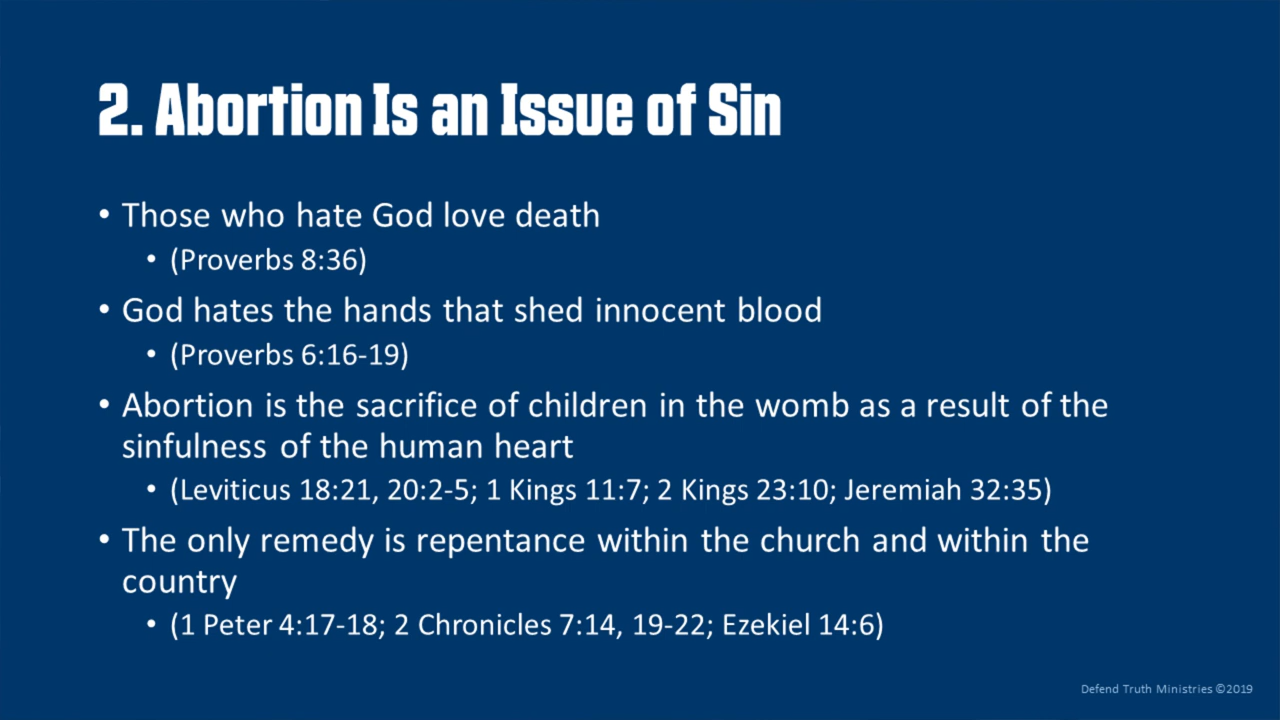 2. Abortion Is an Issue of Sin
• Those who hate God love death
• (Proverbs 8:36)
• God hates the hands that shed innocent blood
• (Proverbs 6:16-19)
• Abortion is the sacrifice of children in the womb as a result of the
sinfulness of the human heart
• (Leviticus 18:21, 20:2-5; 1 Kings 11:7; 2 Kings 23:10; Jeremiah 32:35)
• The only remedy is repentance within the church and within the
country
• (1 Peter 4:17-18; 2 Chronicles 7:14, 19-22; Ezekiel 14:6)
Defend Truth Ministries ©2019